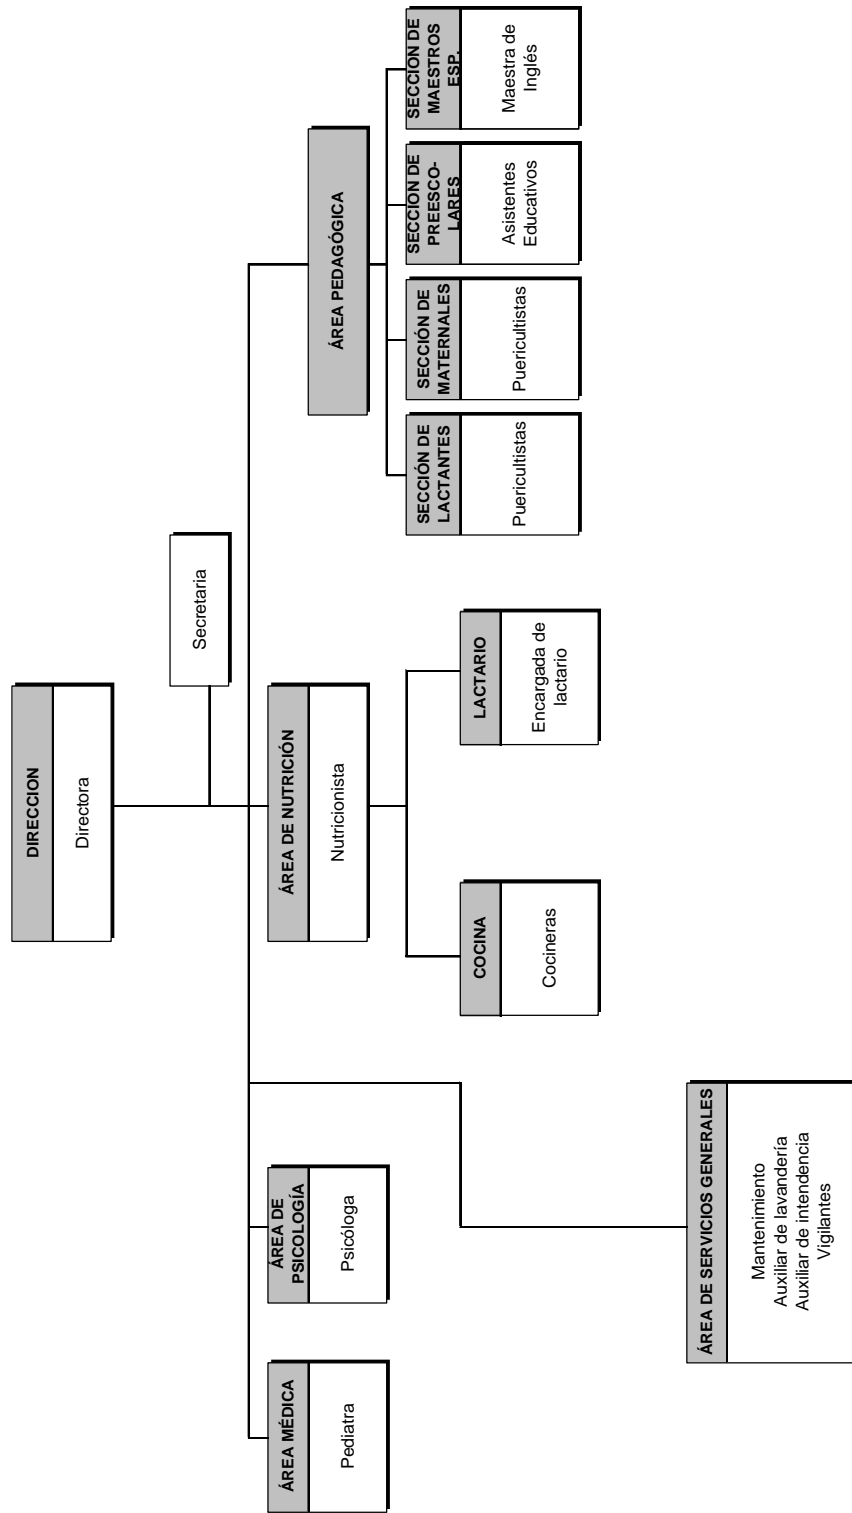 DIRECCION
Directora
Secretaria
ÁREA MÉDICA
Pediatra
ÁREA DE
PSICOLOGÍA
Psicóloga
ÁREA DE NUTRICIÓN
Nutricionista
COCINA
Cocineras
LACTARIO
Encargada de
lactario
ÁREA PEDAGÓGICA
SECCIÓN DE
LACTANTES
Puericultistas
SECCIÓN DE
MATERNALES
Puericultistas
SECCION DE
PREESCO-
LARES
Asistentes
Educativos
SECCION DE
MAESTROS
ESP.
Maestra de
Inglés
ÁREA DE SERVICIOS GENERALES
Mantenimiento
Auxiliar de lavandería
Auxiliar de intendencia
Vigilantes